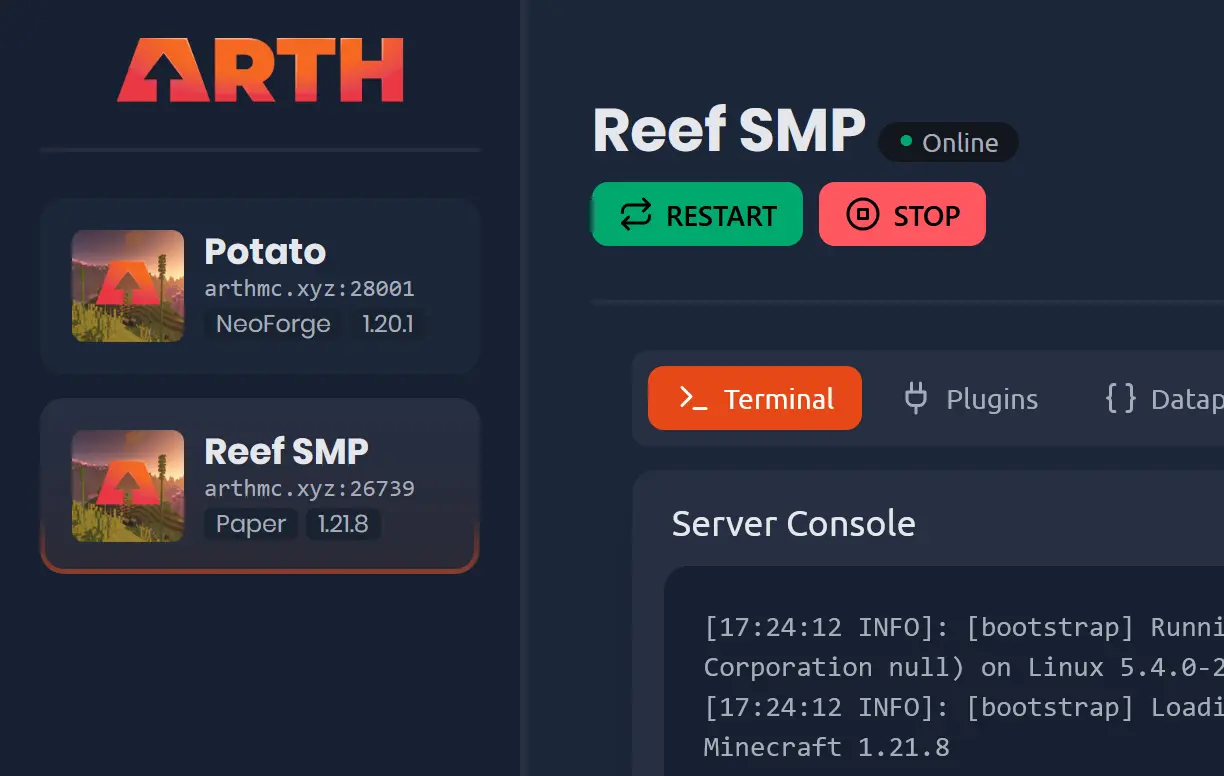 ARTH
Potato
arthmc.xyz:28001
NeoForge 1.20.1
Reef SMP
arthmc.xyz:26739
Paper 1.21.8
Reef SMP Online
RESTART STOP
Terminal Plugins Datap
Server Console
[17:24:12 INFO]: [bootstrap] Runni
Corporation null) on Linux 5.4.0-2
[17:24:12 INFO]: [bootstrap] Loadi
Minecraft 1.21.8